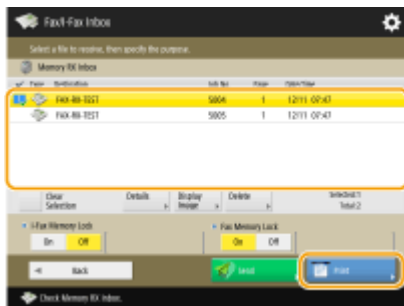 Fax/I-Fax Inbox
Select a file to receive, then specify the purpose.
Memory RX Inbox
Type Destination Job No. Page Date/Time
1 FAX-RX-TEST 5004 1 12/11 07:47
FAX-RX-TEST 5005 1 12/11 07:47
Clear Selection Details Display Image Delete Selected:1
Total:2
I-Fax Memory Lock Fax Memory Lock
On Off On Off
Back Send Print
Check Memory RX Inbox.